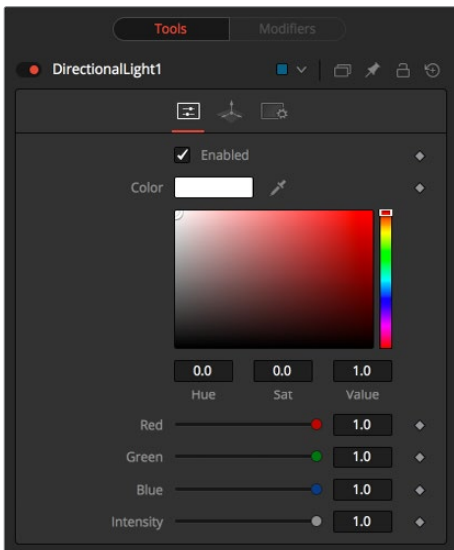 Tools Modifiers
DirectionalLight1
Enabled
Color
0.0 0.0 1.0
Hue Sat Value
Red 1.0
Green 1.0
Blue 1.0
Intensity 1.0